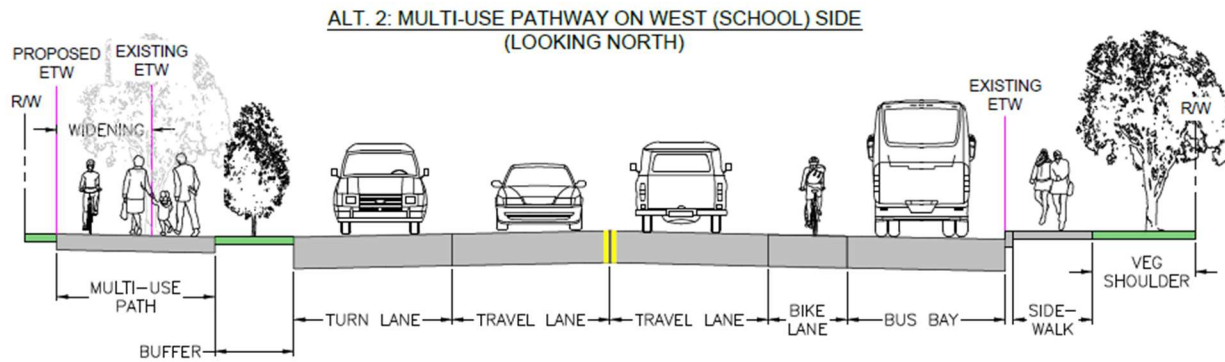 ALT. 2: MULTI-USE PATHWAY ON WEST (SCHOOL) SIDE
(LOOKING NORTH)
PROPOSED
ETW
EXISTING
ETW
R/W
WIDENING
EXISTING
ETW
R/W
MULTI-USE
PATH
BUFFER
TURN LANE
TRAVEL LANE
TRAVEL LANE
BIKE
LANE
BUS BAY
SIDE-
WALK
VEG
SHOULDER